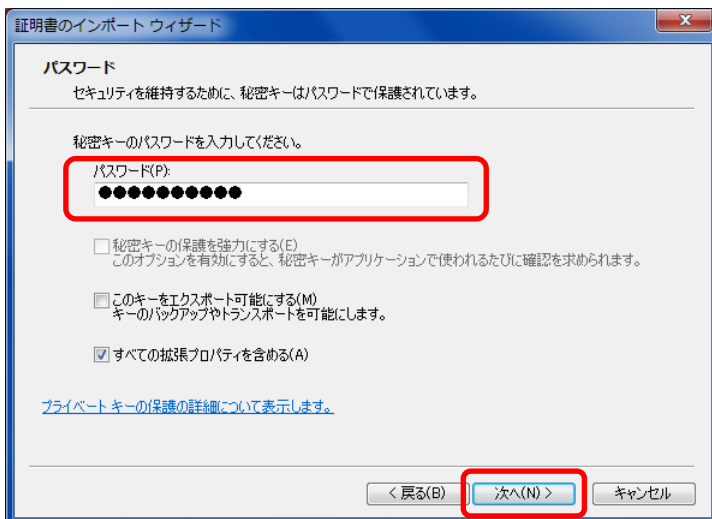 証明書のインポート ウィザード
パスワード
セキュリティを維持するために、秘密キーはパスワードで保護されています。
秘密キーのパスワードを入力してください。
パスワード(P):
●●●●●●●●●●
秘密キーの保護を強力にする(E)
このオプションを有効にすると、秘密キーがアプリケーションで使われるたびに確認を求められます。
このキーをエクスポート可能にする(M)
キーのバックアップやトランスポートを可能にします。
すべての拡張プロパティを含める(A)
プライベート キーの保護の詳細について表示します。
< 戻る(B) 次へ(N) > キャンセル